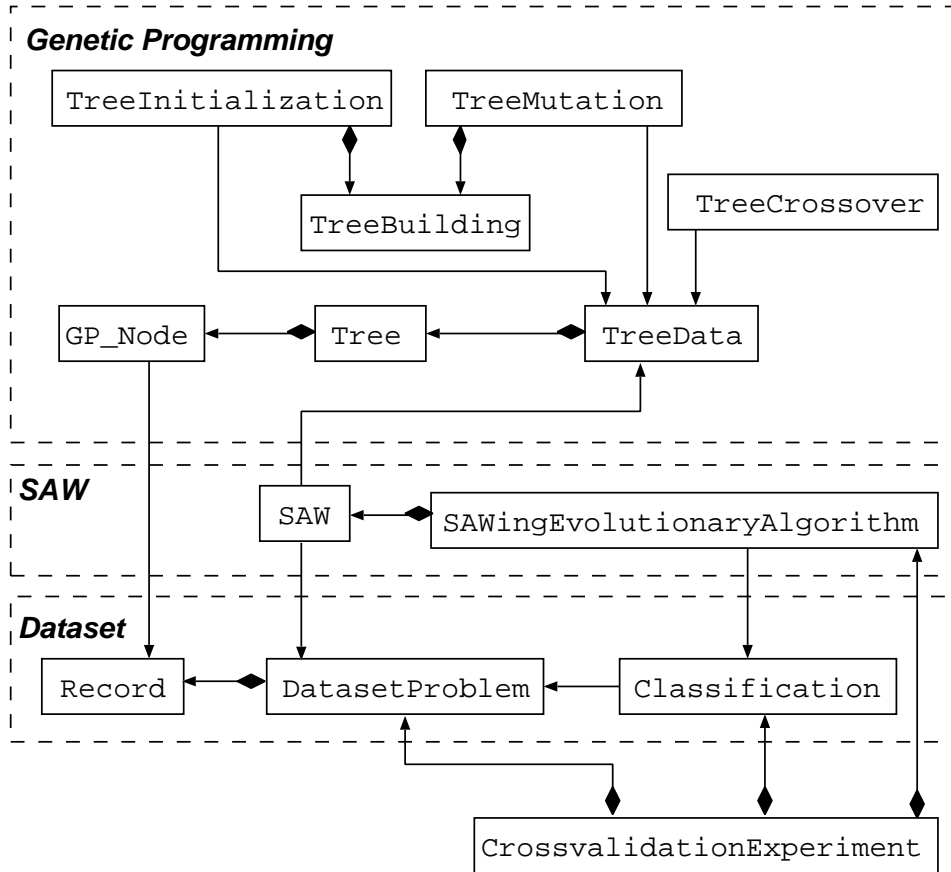 Genetic Programming
TreeInitialization
TreeMutation
TreeBuilding
TreeCrossover
GP_Node
Tree
TreeData
SAW
SAW
SAWingEvolutionaryAlgorithm
Dataset
Record
DatasetProblem
Classification
CrossvalidationExperiment